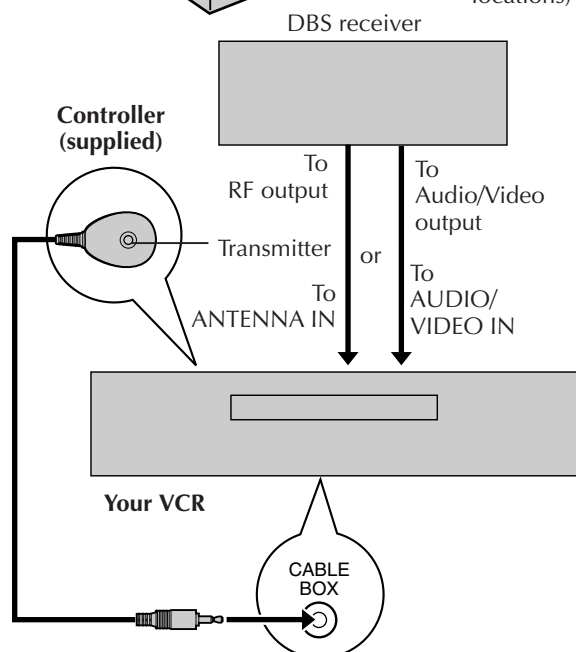 locations)
DBS receiver
Controller
(supplied)
To
RF output
To
Audio/Video
output
Transmitter
or
To
ANTENNA IN
To
AUDIO/
VIDEO IN
Your VCR
CABLE
BOX